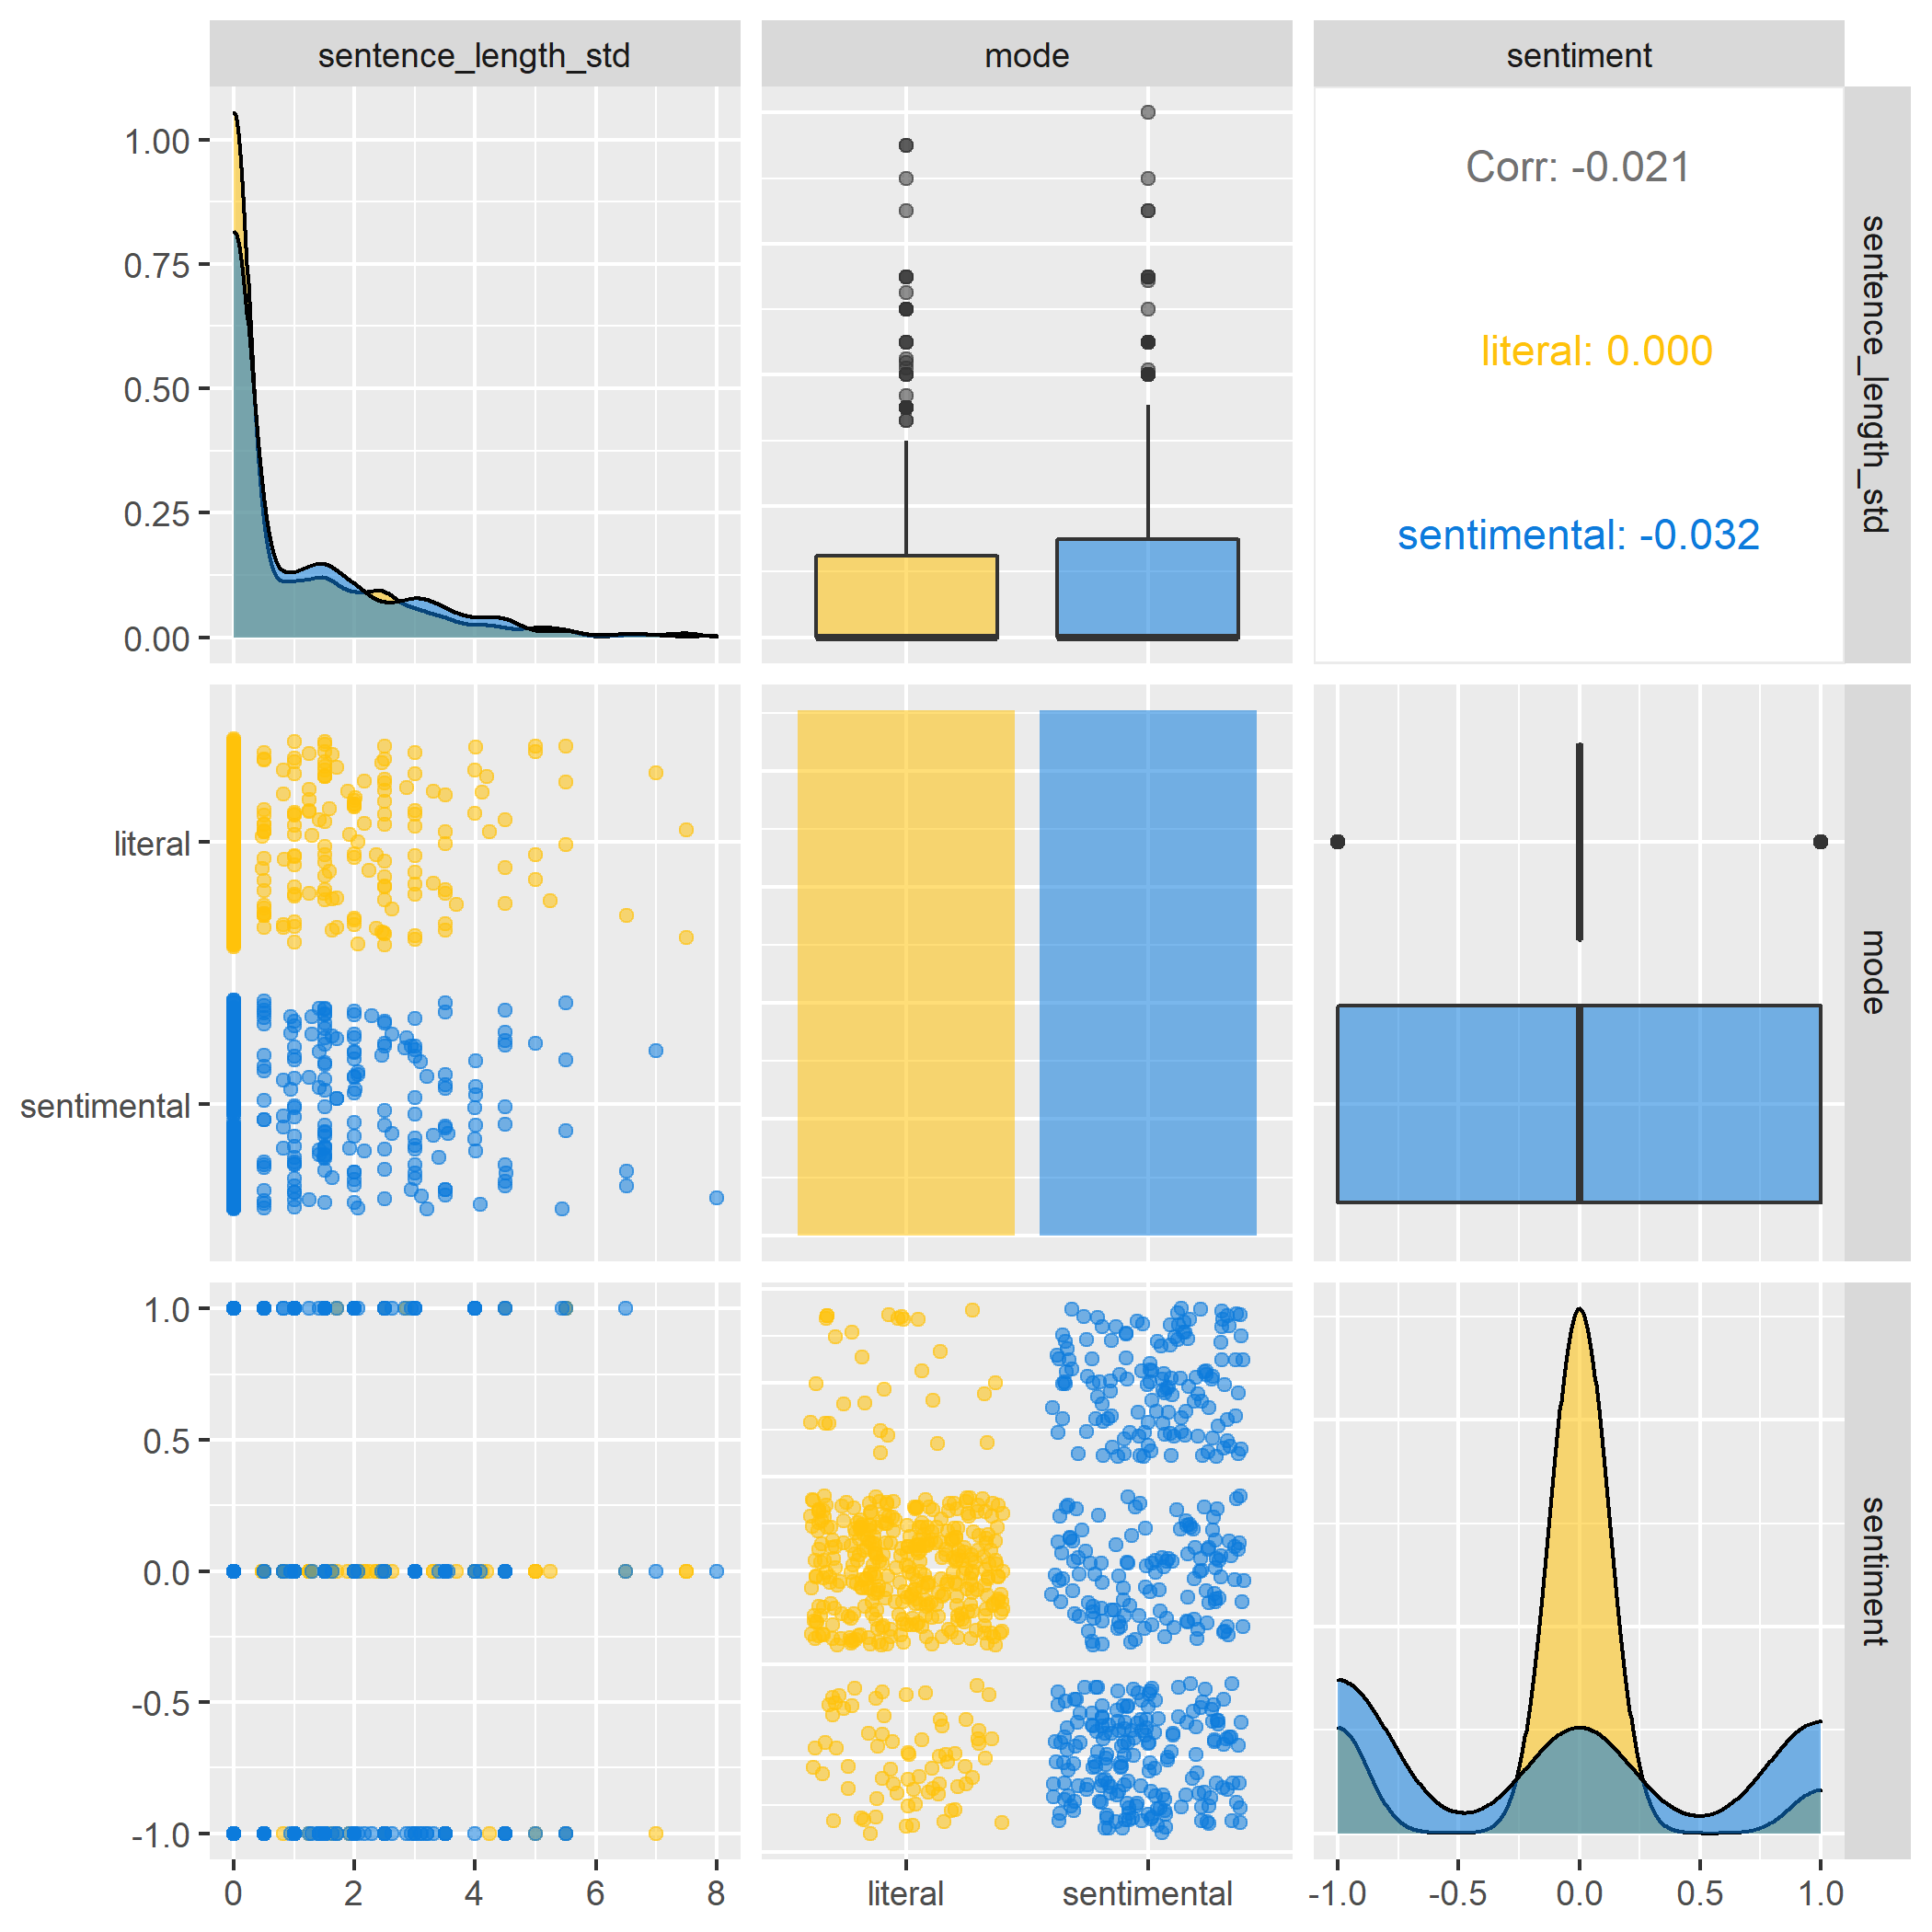 sentence_length_std
mode
sentiment
1.00
0.75
0.50
0.25
0.00
Corr: -0.021
literal: 0.000
sentimental: -0.032
sentence_length_std
literal
sentimental
mode
1.0
0.5
0.0
-0.5
-1.0
sentiment
0 2 4 6 8
literal sentimental
-1.0 -0.5 0.0 0.5 1.0